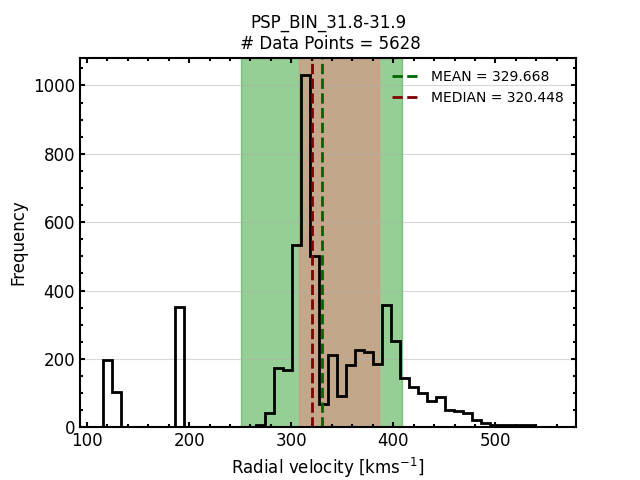 PSP_BIN_31.8-31.9
# Data Points = 5628
MEAN = 329.668
MEDIAN = 320.448
Frequency
1000
800
600
400
200
0
100
200
300
400
500
Radial velocity [kms⁻¹]